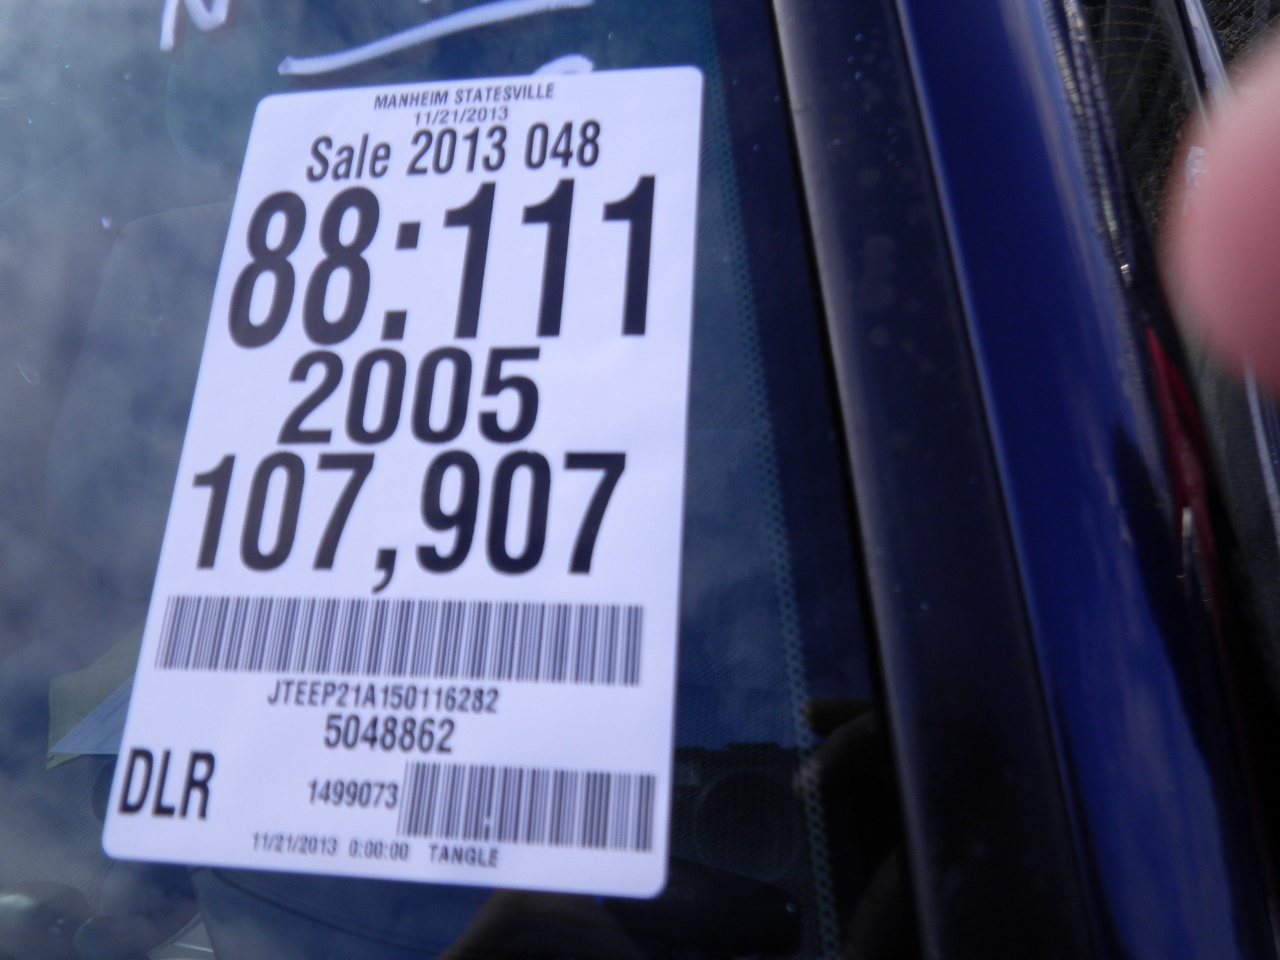 MANHEIM STATESVILLE
11/21/2013
Sale 2013 048
88:111
2005
107,907
JTEEP21A150116282
5048862
DLR
1499073
11/21/2013 0:00:00 TANGLE